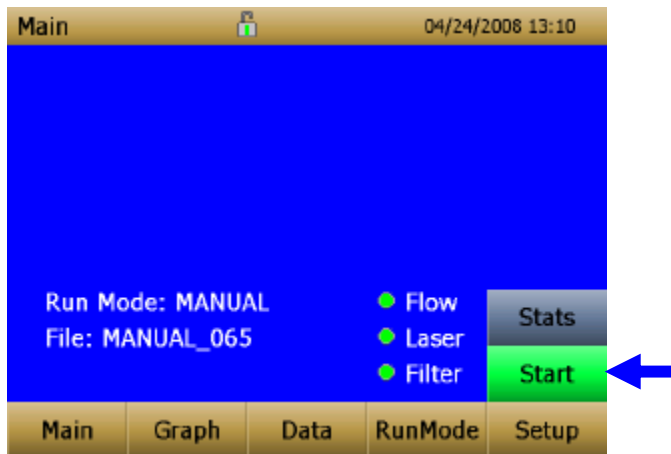 Main 04/24/2008 13:10
Run Mode: MANUAL
File: MANUAL_065
Flow
Laser
Filter
Stats
Start
Main Graph Data RunMode Setup